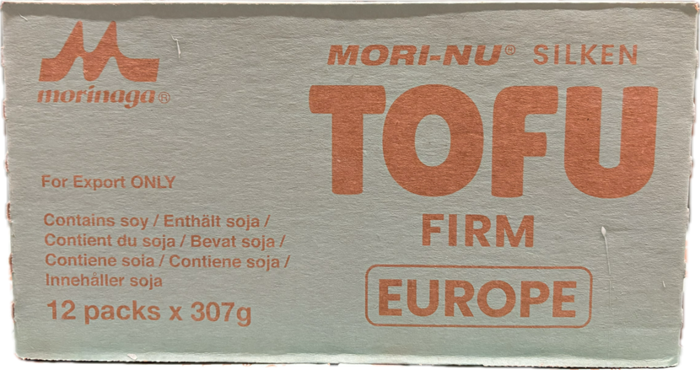 morinaga®
For Export ONLY
Contains soy / Enthält soja /
Contient du soja / Bevat soja /
Contiene soia / Contiene soja /
Innehåller soja
12 packs x 307g
MORI-NU® SILKEN
TOFU
FIRM
EUROPE